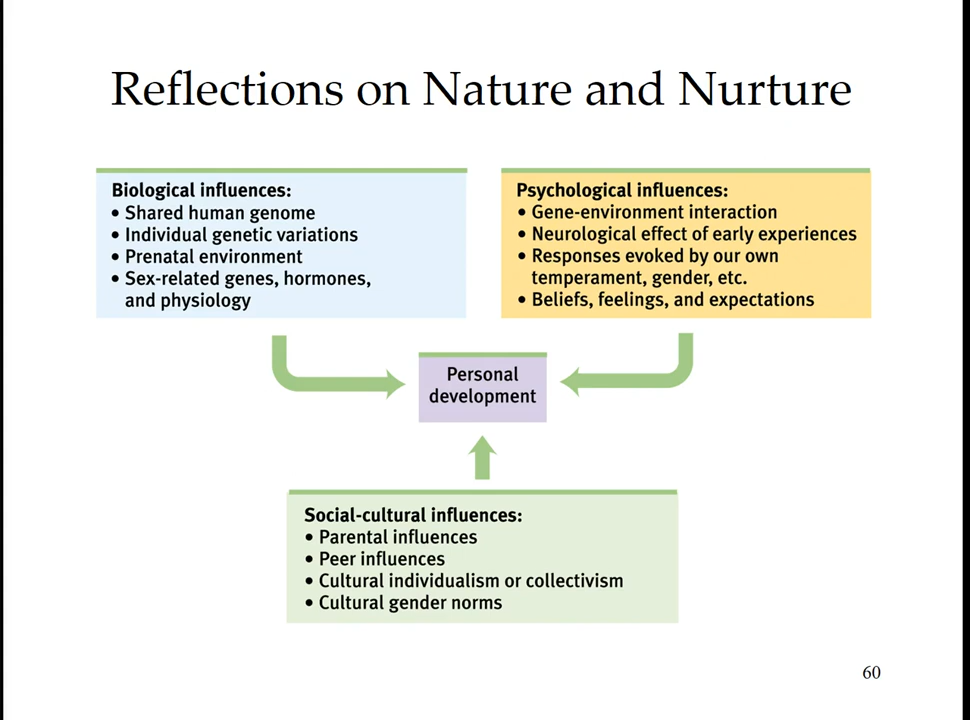 Reflections on Nature and Nurture
Biological influences:
• Shared human genome
• Individual genetic variations
• Prenatal environment
• Sex-related genes, hormones,
and physiology
Psychological influences:
• Gene-environment interaction
• Neurological effect of early experiences
• Responses evoked by our own
temperament, gender, etc.
• Beliefs, feelings, and expectations
Personal
development
Social-cultural influences:
• Parental influences
• Peer influences
• Cultural individualism or collectivism
• Cultural gender norms
60